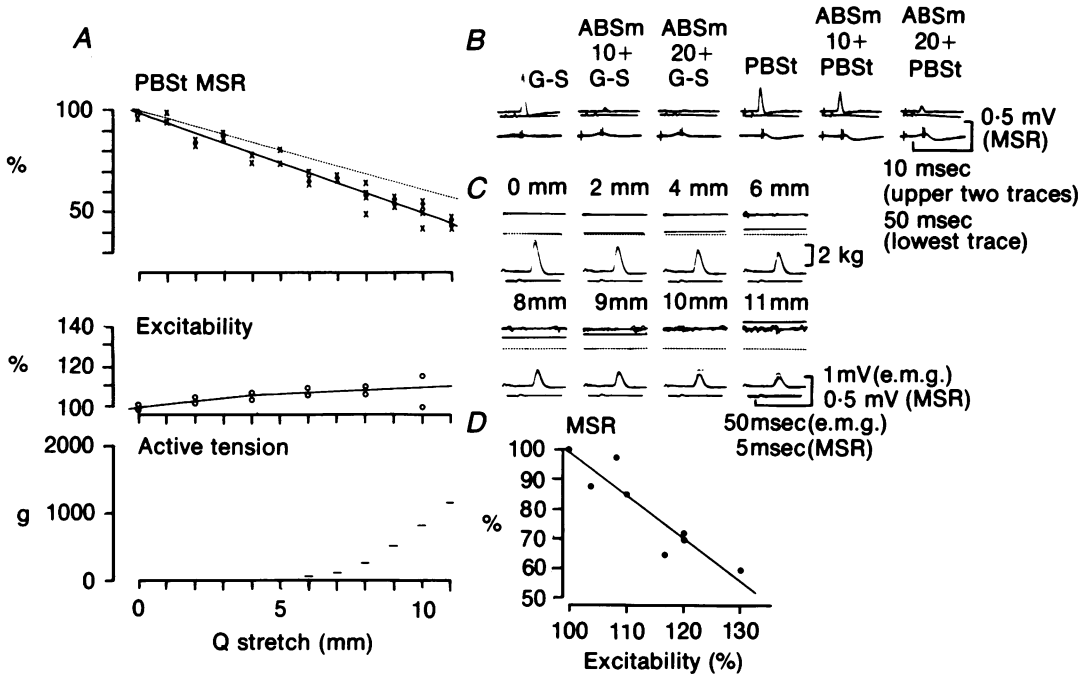 A
PBSt MSR
100
%
50
Excitability
140
%
120
100
Active tension
2000
g
1000
0
0
5
10
Q stretch (mm)
B
G-S
ABSm
10+
G-S
ABSm
20+
G-S
PBSt
ABSm
10+
PBSt
ABSm
20+
PBSt
0·5 mV
(MSR)
10 msec
(upper two traces)
50 msec
(lowest trace)
C
0 mm
2 mm
4 mm
6 mm
2 kg
8mm
9mm
10mm
11 mm
1mV(e.m.g.)
0·5 mV (MSR)
50msec(e.m.g.)
5msec(MSR)
D
MSR
100
90
80
%
70
60
50
100
110
120
130
Excitability (%)